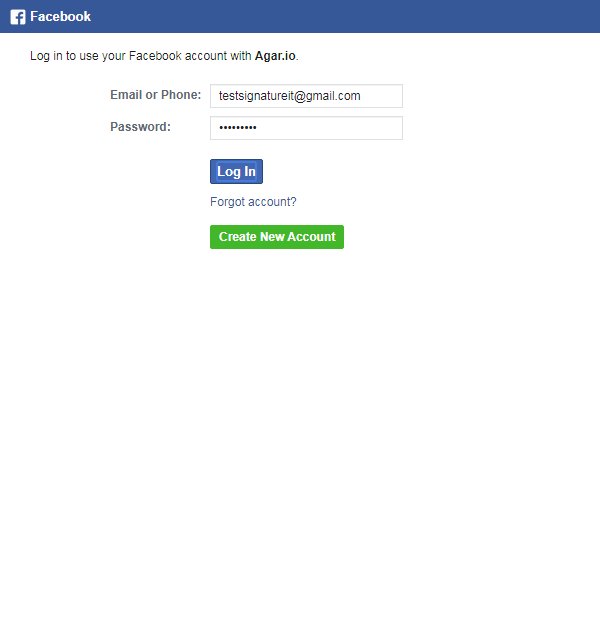 Facebook
Log in to use your Facebook account with Agar.io.
Email or Phone: testsignatureit@gmail.com
Password: •••••••••
Log In
Forgot account?
Create New Account